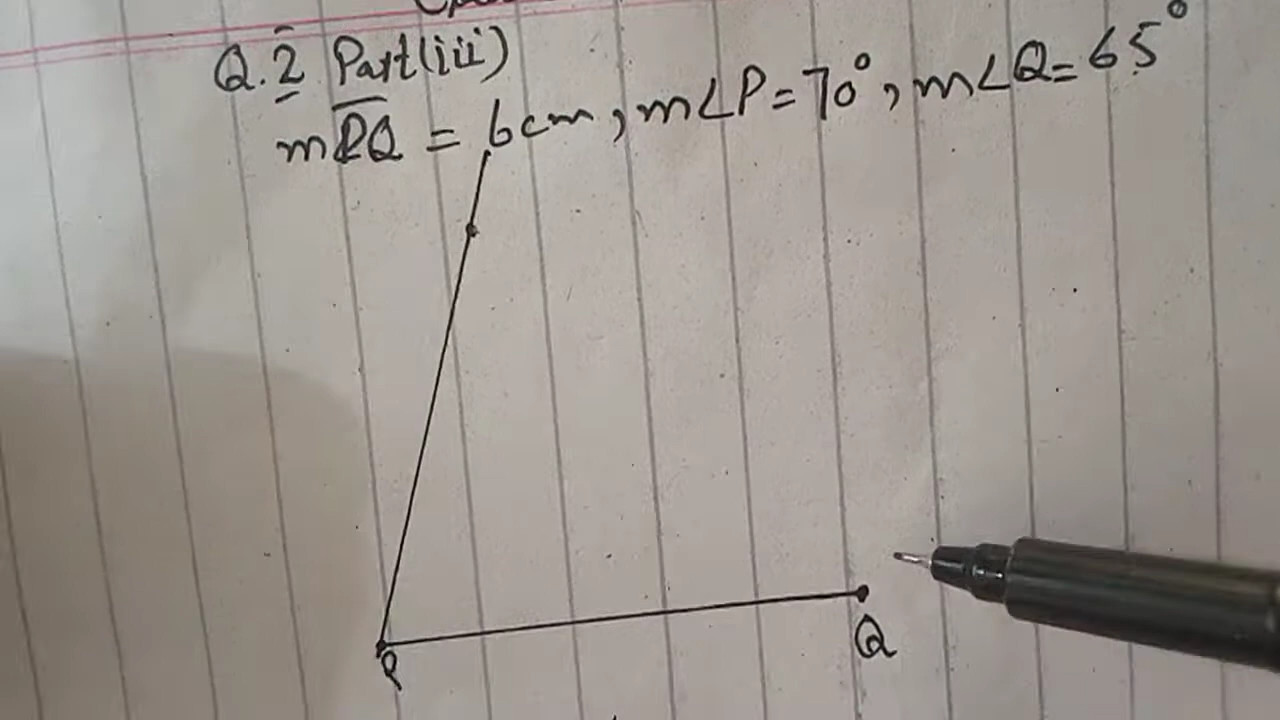 Q.2 Part(iii)
mPQ = 6cm, m∠P = 70°, m∠Q = 65°
P
Q